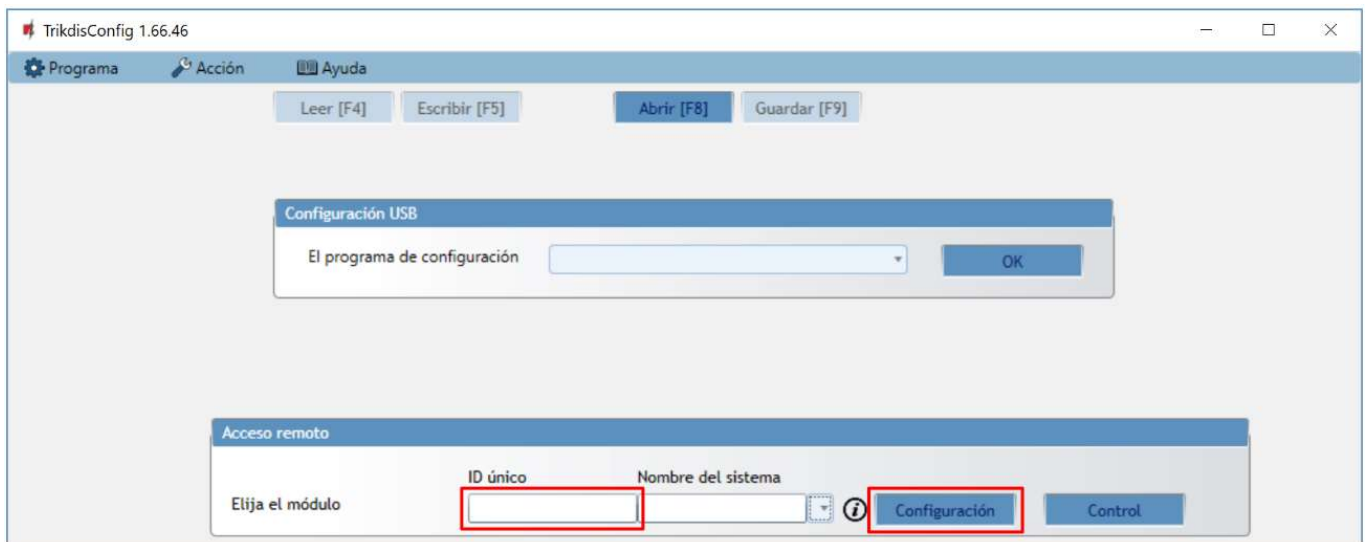 TrikdisConfig 1.66.46
Programa Acción Ayuda
Leer [F4] Escribir [F5] Abrir [F8] Guardar [F9]
Configuración USB
El programa de configuración OK
Acceso remoto
ID único Nombre del sistema
Elija el módulo i Configuración Control